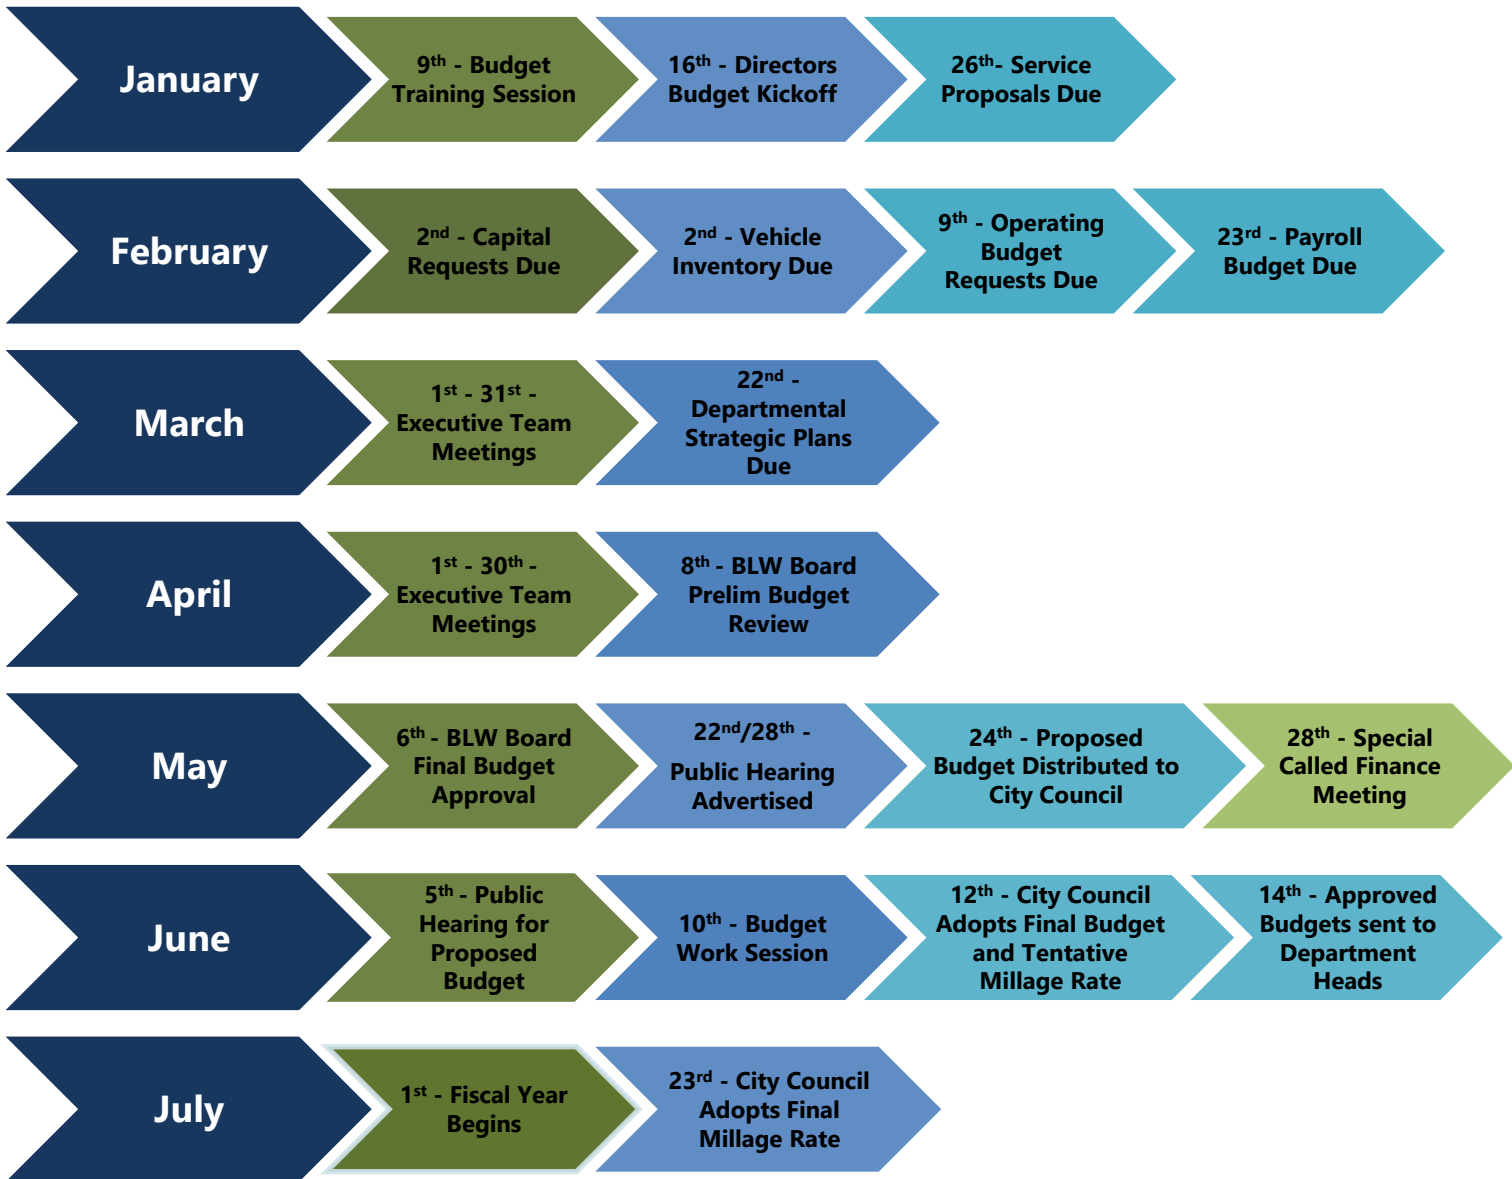 January
9th - Budget
Training Session
16th - Directors
Budget Kickoff
26th- Service
Proposals Due
February
2nd - Capital
Requests Due
2nd - Vehicle
Inventory Due
9th - Operating
Budget
Requests Due
23rd - Payroll
Budget Due
March
1st - 31st -
Executive Team
Meetings
22nd -
Departmental
Strategic Plans
Due
April
1st - 30th -
Executive Team
Meetings
8th - BLW Board
Prelim Budget
Review
May
6th - BLW Board
Final Budget
Approval
22nd/28th -
Public Hearing
Advertised
24th - Proposed
Budget Distributed to
City Council
28th - Special
Called Finance
Meeting
June
5th - Public
Hearing for
Proposed
Budget
10th - Budget
Work Session
12th - City Council
Adopts Final Budget
and Tentative
Millage Rate
14th - Approved
Budgets sent to
Department
Heads
July
1st - Fiscal Year
Begins
23rd - City Council
Adopts Final
Millage Rate